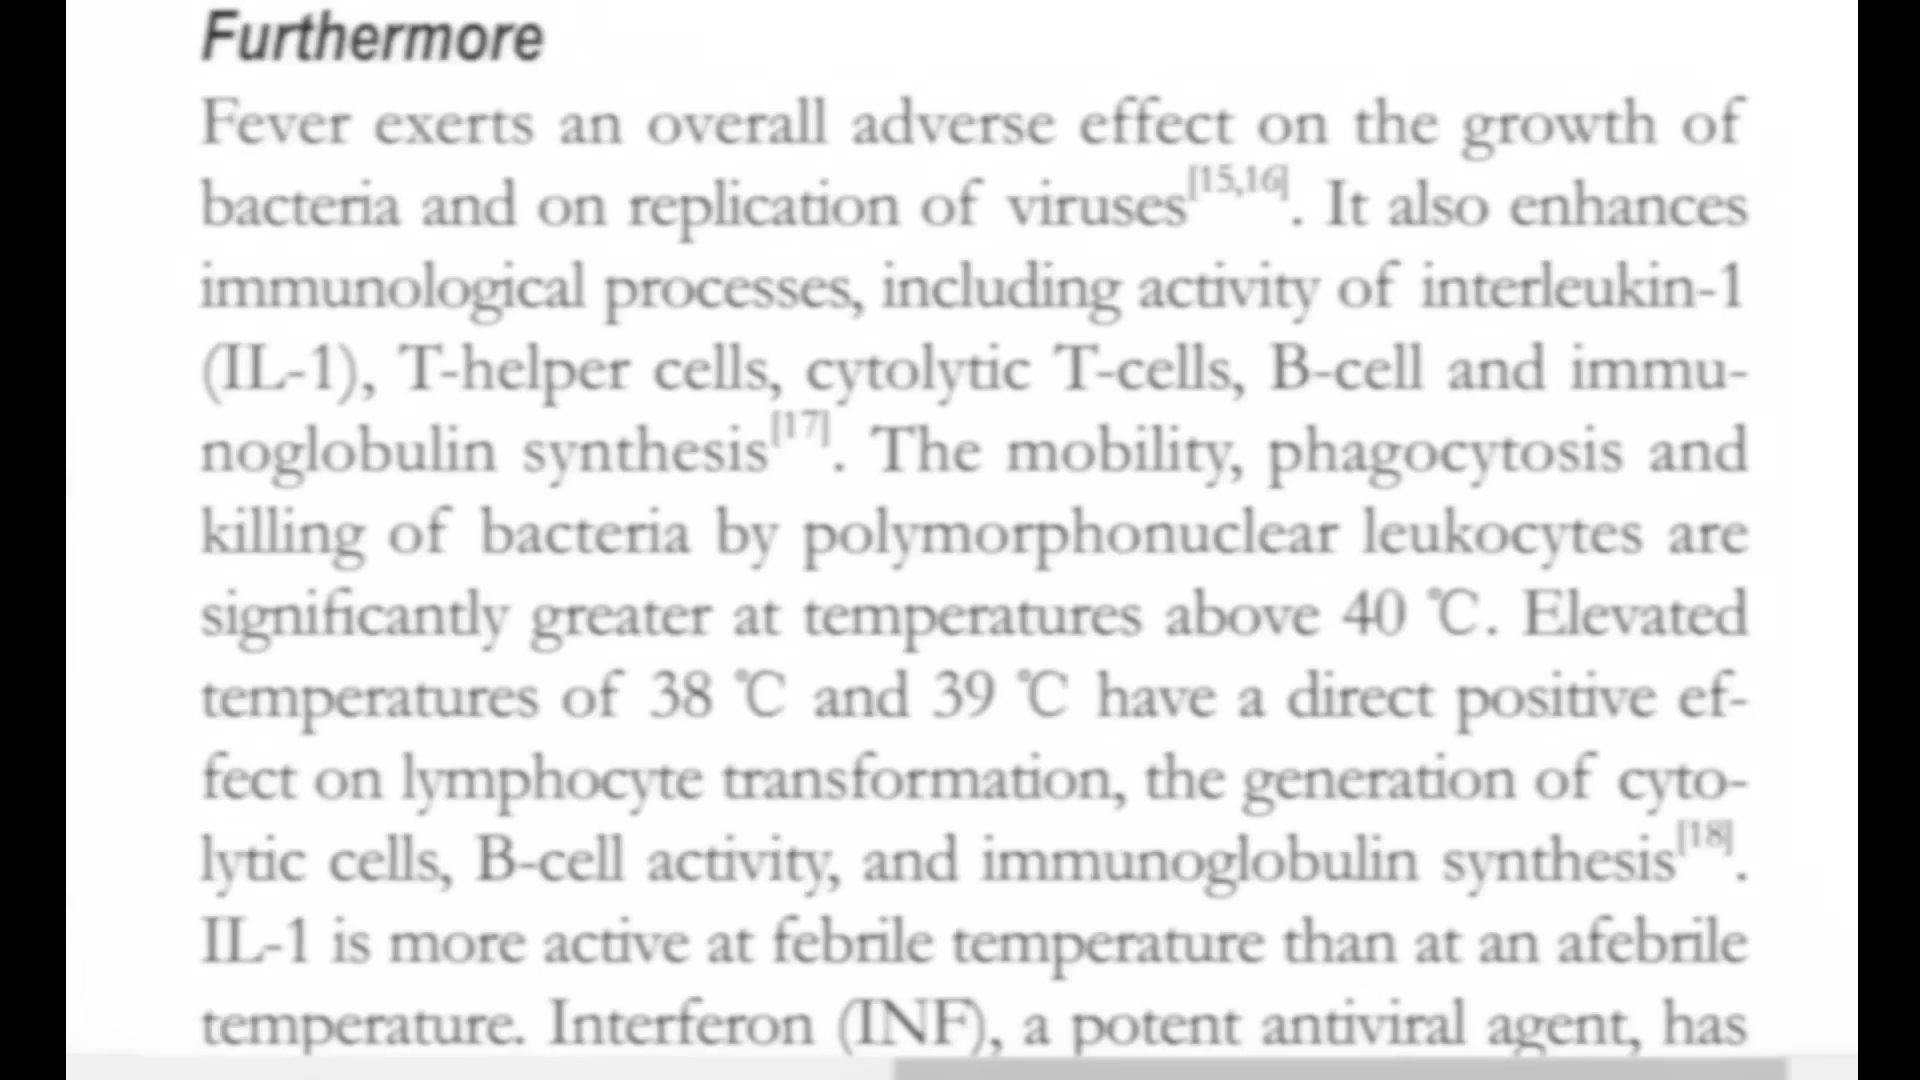 Furthermore
Fever exerts an overall adverse effect on the growth of
bacteria and on replication of viruses[15,16]. It also enhances
immunological processes, including activity of interleukin-1
(IL-1), T-helper cells, cytolytic T-cells, B-cell and immu-
noglobulin synthesis[17]. The mobility, phagocytosis and
killing of bacteria by polymorphonuclear leukocytes are
significantly greater at temperatures above 40 ℃. Elevated
temperatures of 38 ℃ and 39 ℃ have a direct positive ef-
fect on lymphocyte transformation, the generation of cyto-
lytic cells, B-cell activity, and immunoglobulin synthesis[18].
IL-1 is more active at febrile temperature than at an afebrile
temperature. Interferon (INF), a potent antiviral agent, has